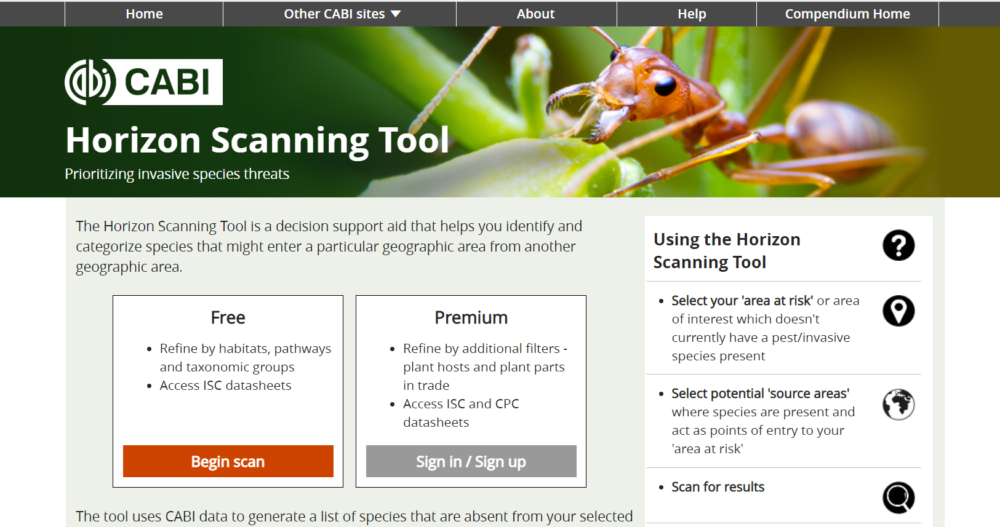 Home
Other CABI sites
About
Help
Compendium Home
CABI
Horizon Scanning Tool
Prioritizing invasive species threats
The Horizon Scanning Tool is a decision support aid that helps you identify and
categorize species that might enter a particular geographic area from another
geographic area.
Free
• Refine by habitats, pathways
and taxonomic groups
• Access ISC datasheets
Begin scan
Premium
• Refine by additional filters -
plant hosts and plant parts
in trade
• Access ISC and CPC
datasheets
Sign in / Sign up
The tool uses CABI data to generate a list of species that are absent from your selected
Using the Horizon
Scanning Tool
?
• Select your 'area at risk' or area
of interest which doesn't
currently have a pest/invasive
species present
• Select potential 'source areas'
where species are present and
act as points of entry to your
'area at risk'
• Scan for results